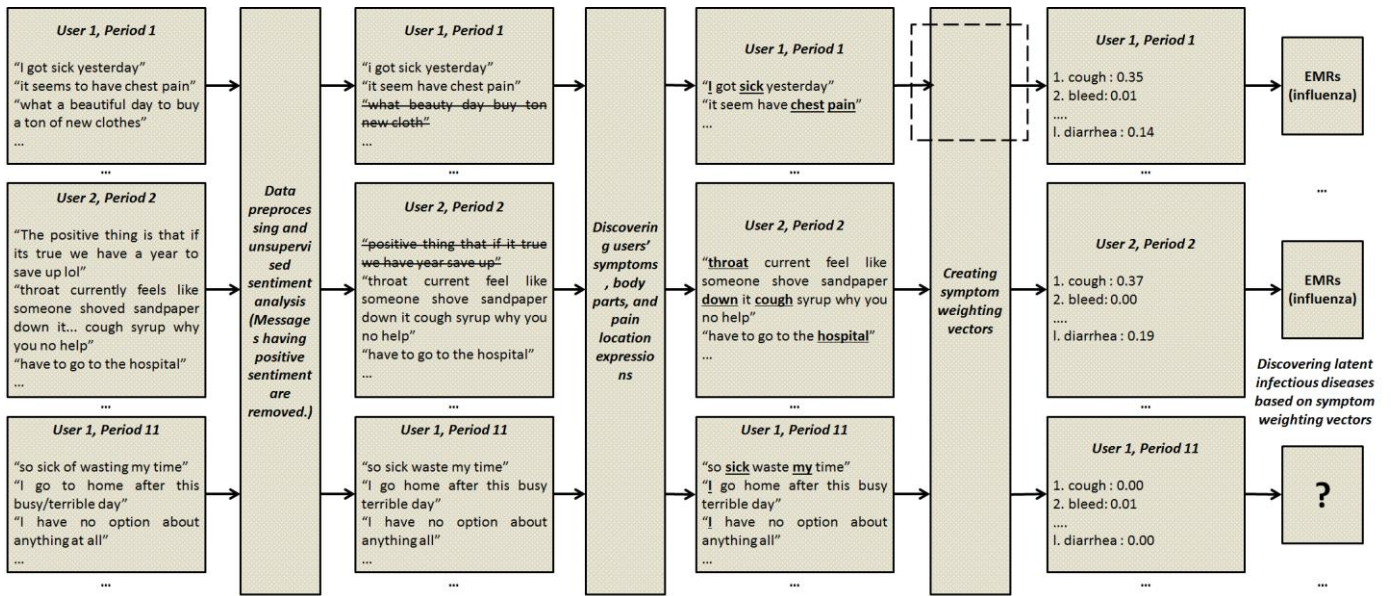 User 1, Period 1
“I got sick yesterday”
“it seems to have chest pain”
“what a beautiful day to buy
a ton of new clothes”
...
...
User 2, Period 2
“The positive thing is that if
its true we have a year to
save up lol”
“throat currently feels like
someone shoved sandpaper
down it... cough syrup why
you no help”
“have to go to the hospital”
...
...
User 1, Period 11
“so sick of wasting my time”
“I go to home after this
busy/terrible day”
“I have no option about
anything at all”
...
...
Data
preproces
sing and
unsupervi
sed
sentiment
analysis
(Message
s having
positive
sentiment
are
removed.)
User 1, Period 1
“i got sick yesterday”
“it seem have chest pain”
“what beauty day buy ton
new cloth”
...
...
User 2, Period 2
“positive thing that if it true
we have year save up”
“throat current feel like
someone shove sandpaper
down it cough syrup why you
no help”
“have to go to the hospital”
...
...
User 1, Period 11
“so sick waste my time”
“I go home after this busy
terrible day”
“I have no option about
anything all”
...
...
Discoverin
g users’
symptoms
, body
parts, and
pain
location
expressio
ns
User 1, Period 1
“I got sick yesterday”
“it seem have chest pain”
...
...
User 2, Period 2
“throat current feel like
someone shove sandpaper
down it cough syrup why you
no help”
“have to go to the hospital”
...
...
User 1, Period 11
“so sick waste my time”
“I go home after this busy
terrible day”
“I have no option about
anything all”
...
...
Creating
symptom
weighting
vectors
User 1, Period 1
1. cough : 0.35
2. bleed: 0.01
....
l. diarrhea : 0.14
...
User 2, Period 2
1. cough : 0.37
2. bleed: 0.00
....
l. diarrhea : 0.19
...
User 1, Period 11
1. cough : 0.00
2. bleed: 0.01
....
l. diarrhea : 0.00
...
EMRs
(influenza)
...
EMRs
(influenza)
Discovering latent
infectious diseases
based on symptom
weighting vectors
?
...